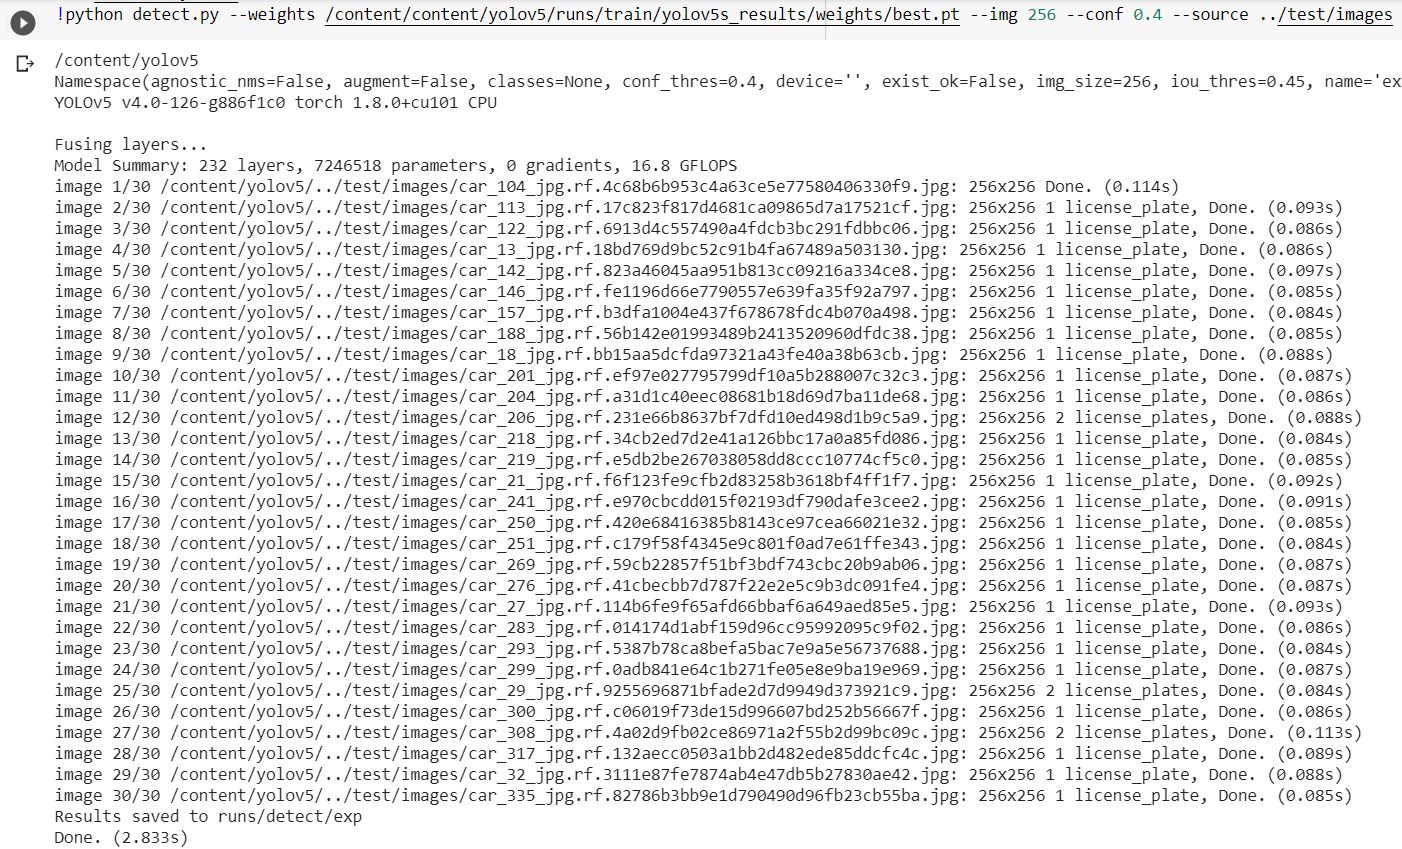 !python detect.py --weights /content/content/yolov5/runs/train/yolov5s_results/weights/best.pt --img 256 --conf 0.4 --source ../test/images
/content/yolov5
Namespace(agnostic_nms=False, augment=False, classes=None, conf_thres=0.4, device='', exist_ok=False, img_size=256, iou_thres=0.45, name='ex
YOLOv5 v4.0-126-g886f1c0 torch 1.8.0+cu101 CPU
Fusing layers...
Model Summary: 232 layers, 7246518 parameters, 0 gradients, 16.8 GFLOPS
image 1/30 /content/yolov5/../test/images/car_104_jpg.rf.4c68b6b953c4a63ce5e77580406330f9.jpg: 256x256 Done. (0.114s)
image 2/30 /content/yolov5/../test/images/car_113_jpg.rf.17c823f817d4681ca09865d7a17521cf.jpg: 256x256 1 license_plate, Done. (0.093s)
image 3/30 /content/yolov5/../test/images/car_122_jpg.rf.6913d4c557490a4fdcb3bc291fdbbc06.jpg: 256x256 1 license_plate, Done. (0.086s)
image 4/30 /content/yolov5/../test/images/car_13_jpg.rf.18bd769d9bc52c91b4fa67489a503130.jpg: 256x256 1 license_plate, Done. (0.086s)
image 5/30 /content/yolov5/../test/images/car_142_jpg.rf.823a46045aa951b813cc09216a334ce8.jpg: 256x256 1 license_plate, Done. (0.097s)
image 6/30 /content/yolov5/../test/images/car_146_jpg.rf.fe1196d66e7790557e639fa35f92a797.jpg: 256x256 1 license_plate, Done. (0.085s)
image 7/30 /content/yolov5/../test/images/car_157_jpg.rf.b3dfa1004e437f678678fdc4b070a498.jpg: 256x256 1 license_plate, Done. (0.084s)
image 8/30 /content/yolov5/../test/images/car_188_jpg.rf.56b142e01993489b2413520960dfdc38.jpg: 256x256 1 license_plate, Done. (0.085s)
image 9/30 /content/yolov5/../test/images/car_18_jpg.rf.bb15aa5dcfda97321a43fe40a38b63cb.jpg: 256x256 1 license_plate, Done. (0.088s)
image 10/30 /content/yolov5/../test/images/car_201_jpg.rf.ef97e027795799df10a5b288007c32c3.jpg: 256x256 1 license_plate, Done. (0.087s)
image 11/30 /content/yolov5/../test/images/car_204_jpg.rf.a31d1c40eec08681b18d69d7ba11de68.jpg: 256x256 1 license_plate, Done. (0.086s)
image 12/30 /content/yolov5/../test/images/car_206_jpg.rf.231e66b8637bf7dfd10ed498d1b9c5a9.jpg: 256x256 2 license_plates, Done. (0.088s)
image 13/30 /content/yolov5/../test/images/car_218_jpg.rf.34cb2ed7d2e41a126bbc17a0a85fd086.jpg: 256x256 1 license_plate, Done. (0.084s)
image 14/30 /content/yolov5/../test/images/car_219_jpg.rf.e5db2be267038058dd8ccc10774cf5c0.jpg: 256x256 1 license_plate, Done. (0.085s)
image 15/30 /content/yolov5/../test/images/car_21_jpg.rf.f6f123fe9cfb2d83258b3618bf4ff1f7.jpg: 256x256 1 license_plate, Done. (0.092s)
image 16/30 /content/yolov5/../test/images/car_241_jpg.rf.e970cbcdd015f02193df790dafe3cee2.jpg: 256x256 1 license_plate, Done. (0.091s)
image 17/30 /content/yolov5/../test/images/car_250_jpg.rf.420e68416385b8143ce97cea66021e32.jpg: 256x256 1 license_plate, Done. (0.085s)
image 18/30 /content/yolov5/../test/images/car_251_jpg.rf.c179f58f4345e9c801f0ad7e61ffe343.jpg: 256x256 1 license_plate, Done. (0.084s)
image 19/30 /content/yolov5/../test/images/car_269_jpg.rf.59cb22857f51bf3bdf743cbc20b9ab06.jpg: 256x256 1 license_plate, Done. (0.087s)
image 20/30 /content/yolov5/../test/images/car_276_jpg.rf.41cbecbb7d787f22e2e5c9b3dc091fe4.jpg: 256x256 1 license_plate, Done. (0.087s)
image 21/30 /content/yolov5/../test/images/car_27_jpg.rf.114b6fe9f65afd66bbaf6a649aed85e5.jpg: 256x256 1 license_plate, Done. (0.093s)
image 22/30 /content/yolov5/../test/images/car_283_jpg.rf.014174d1abf159d96cc95992095c9f02.jpg: 256x256 1 license_plate, Done. (0.086s)
image 23/30 /content/yolov5/../test/images/car_293_jpg.rf.5387b78ca8befa5bac7e9a5e56737688.jpg: 256x256 1 license_plate, Done. (0.084s)
image 24/30 /content/yolov5/../test/images/car_299_jpg.rf.0adb841e64c1b271fe05e8e9ba19e969.jpg: 256x256 1 license_plate, Done. (0.087s)
image 25/30 /content/yolov5/../test/images/car_29_jpg.rf.9255696871bfade2d7d9949d373921c9.jpg: 256x256 2 license_plates, Done. (0.084s)
image 26/30 /content/yolov5/../test/images/car_300_jpg.rf.c06019f73de15d996607bd252b56667f.jpg: 256x256 1 license_plate, Done. (0.086s)
image 27/30 /content/yolov5/../test/images/car_308_jpg.rf.4a02d9fb02ce86971a2f55b2d99bc09c.jpg: 256x256 2 license_plates, Done. (0.113s)
image 28/30 /content/yolov5/../test/images/car_317_jpg.rf.132aecc0503a1bb2d482ede85ddcfc4c.jpg: 256x256 1 license_plate, Done. (0.089s)
image 29/30 /content/yolov5/../test/images/car_32_jpg.rf.3111e87fe7874ab4e47db5b27830ae42.jpg: 256x256 1 license_plate, Done. (0.088s)
image 30/30 /content/yolov5/../test/images/car_335_jpg.rf.82786b3bb9e1d790490d96fb23cb55ba.jpg: 256x256 1 license_plate, Done. (0.085s)
Results saved to runs/detect/exp
Done. (2.833s)